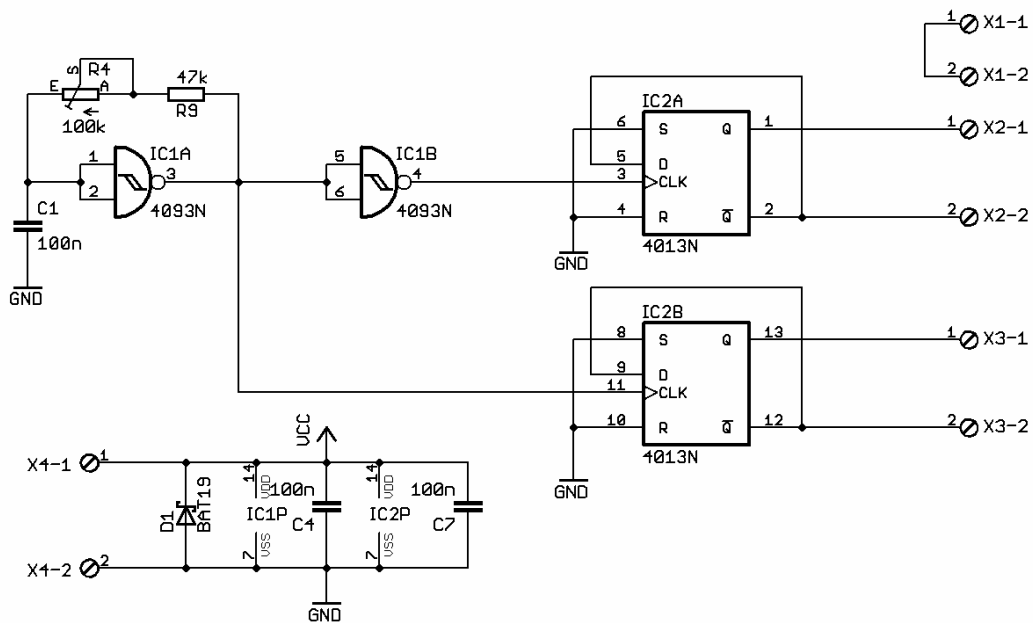 1 X1-1
2 X1-2
S R4
E A
100k
47k
R9
IC1A
1
2
3
4093N
C1
100n
GND
IC1B
5
6
4
4093N
IC2A
6 S Q 1
5 D
3 CLK
4 R Q 2
4013N
GND
1 X2-1
2 X2-2
IC2B
8 S Q 13
9 D
11 CLK
10 R Q 12
4013N
GND
1 X3-1
2 X3-2
VCC
X4-1 1
X4-2 2
D1
BAT19
14 VDD
IC1P
7 VSS
100n
C4
14 VDD
IC2P
7 VSS
100n
C7
GND